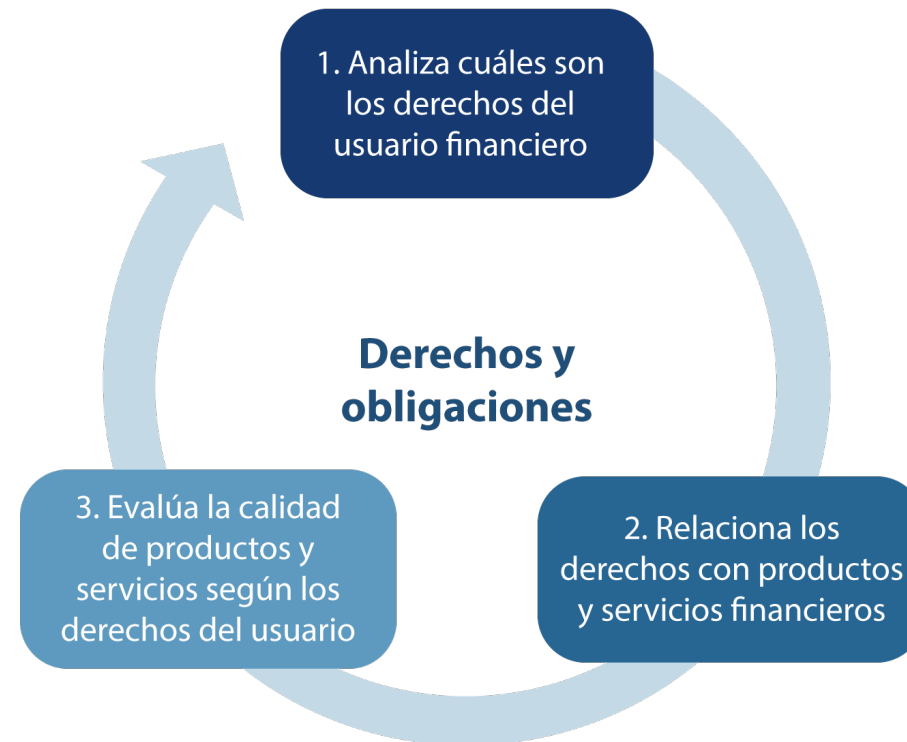 1. Analiza cuáles son
los derechos del
usuario financiero
Derechos y
obligaciones
3. Evalúa la calidad
de productos y
servicios según los
derechos del usuario
2. Relaciona los
derechos con productos
y servicios financieros